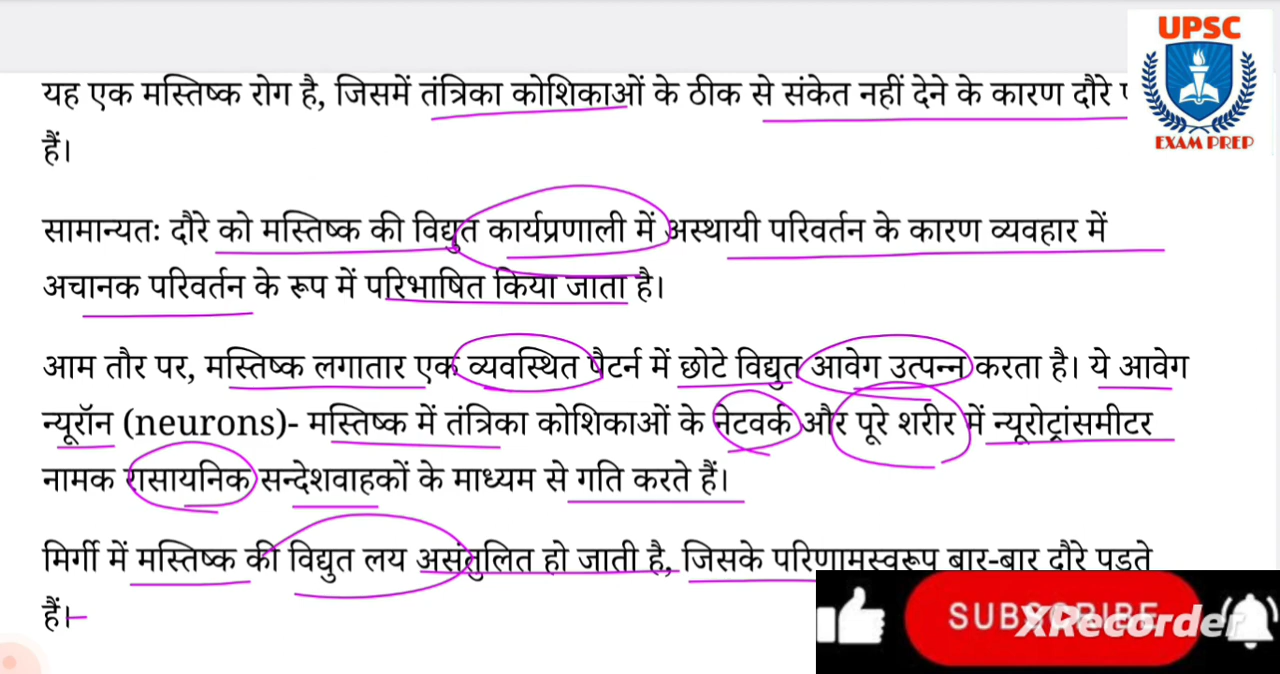 UPSC
EXAM PREP
यह एक मस्तिष्क रोग है, जिसमें तंत्रिका कोशिकाओं के ठीक से संकेत नहीं देने के कारण दौरे
हैं।
सामान्यतः दौरे को मस्तिष्क की विद्युत कार्यप्रणाली में अस्थायी परिवर्तन के कारण व्यवहार में
अचानक परिवर्तन के रूप में परिभाषित किया जाता है।
आम तौर पर, मस्तिष्क लगातार एक व्यवस्थित पैटर्न में छोटे विद्युत आवेग उत्पन्न करता है। ये आवेग
न्यूरॉन (neurons)- मस्तिष्क में तंत्रिका कोशिकाओं के नेटवर्क और पूरे शरीर में न्यूरोट्रांसमीटर
नामक रासायनिक सन्देशवाहकों के माध्यम से गति करते हैं।
मिर्गी में मस्तिष्क की विद्युत लय असंतुलित हो जाती है, जिसके परिणामस्वरूप बार-बार दौरे पड़ते
हैं।
SUBSCRIBE
XRecorder